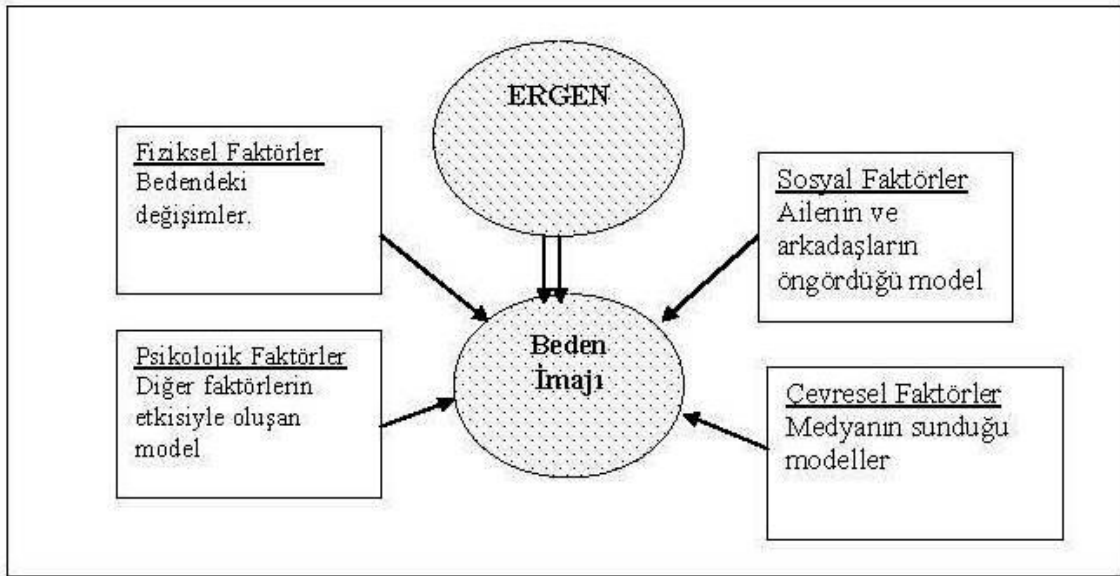 ERGEN
Fiziksel Faktörler
Bedendeki
değişimler.
Sosyal Faktörler
Ailenin ve
arkadaşların
öngördüğü model
Beden
İmajı
Psikolojik Faktörler
Diğer faktörlerin
etkisiyle oluşan
model
Çevresel Faktörler
Medyanın sunduğu
modeller